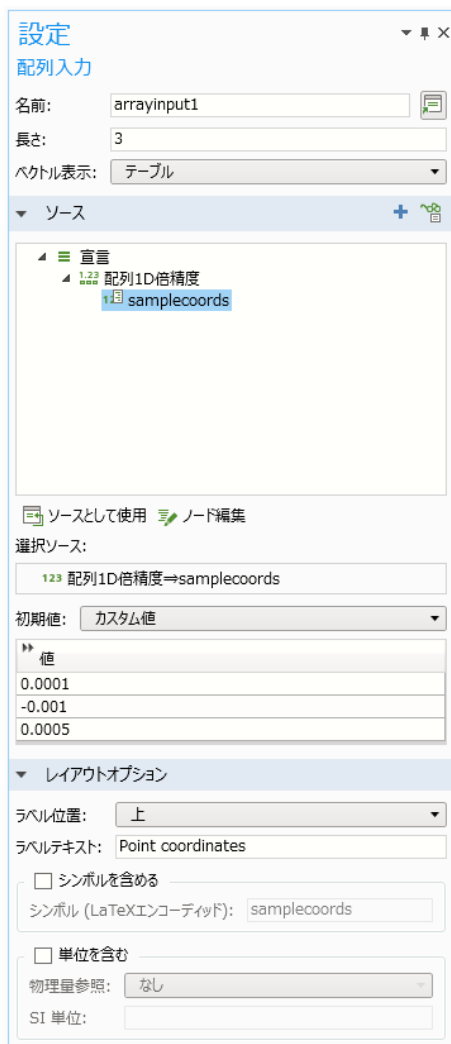 設定
配列入力
名前: arrayinput1
長さ: 3
ベクトル表示: テーブル
ソース
宣言
1.23 配列1D倍精度
samplecoords
ソースとして使用 ノード編集
選択ソース:
123 配列1D倍精度⇒samplecoords
初期値: カスタム値
値
0.0001
-0.001
0.0005
レイアウトオプション
ラベル位置: 上
ラベルテキスト: Point coordinates
シンボルを含める
シンボル (LaTeXエンコーディッド): samplecoords
単位を含む
物理量参照: なし
SI 単位: